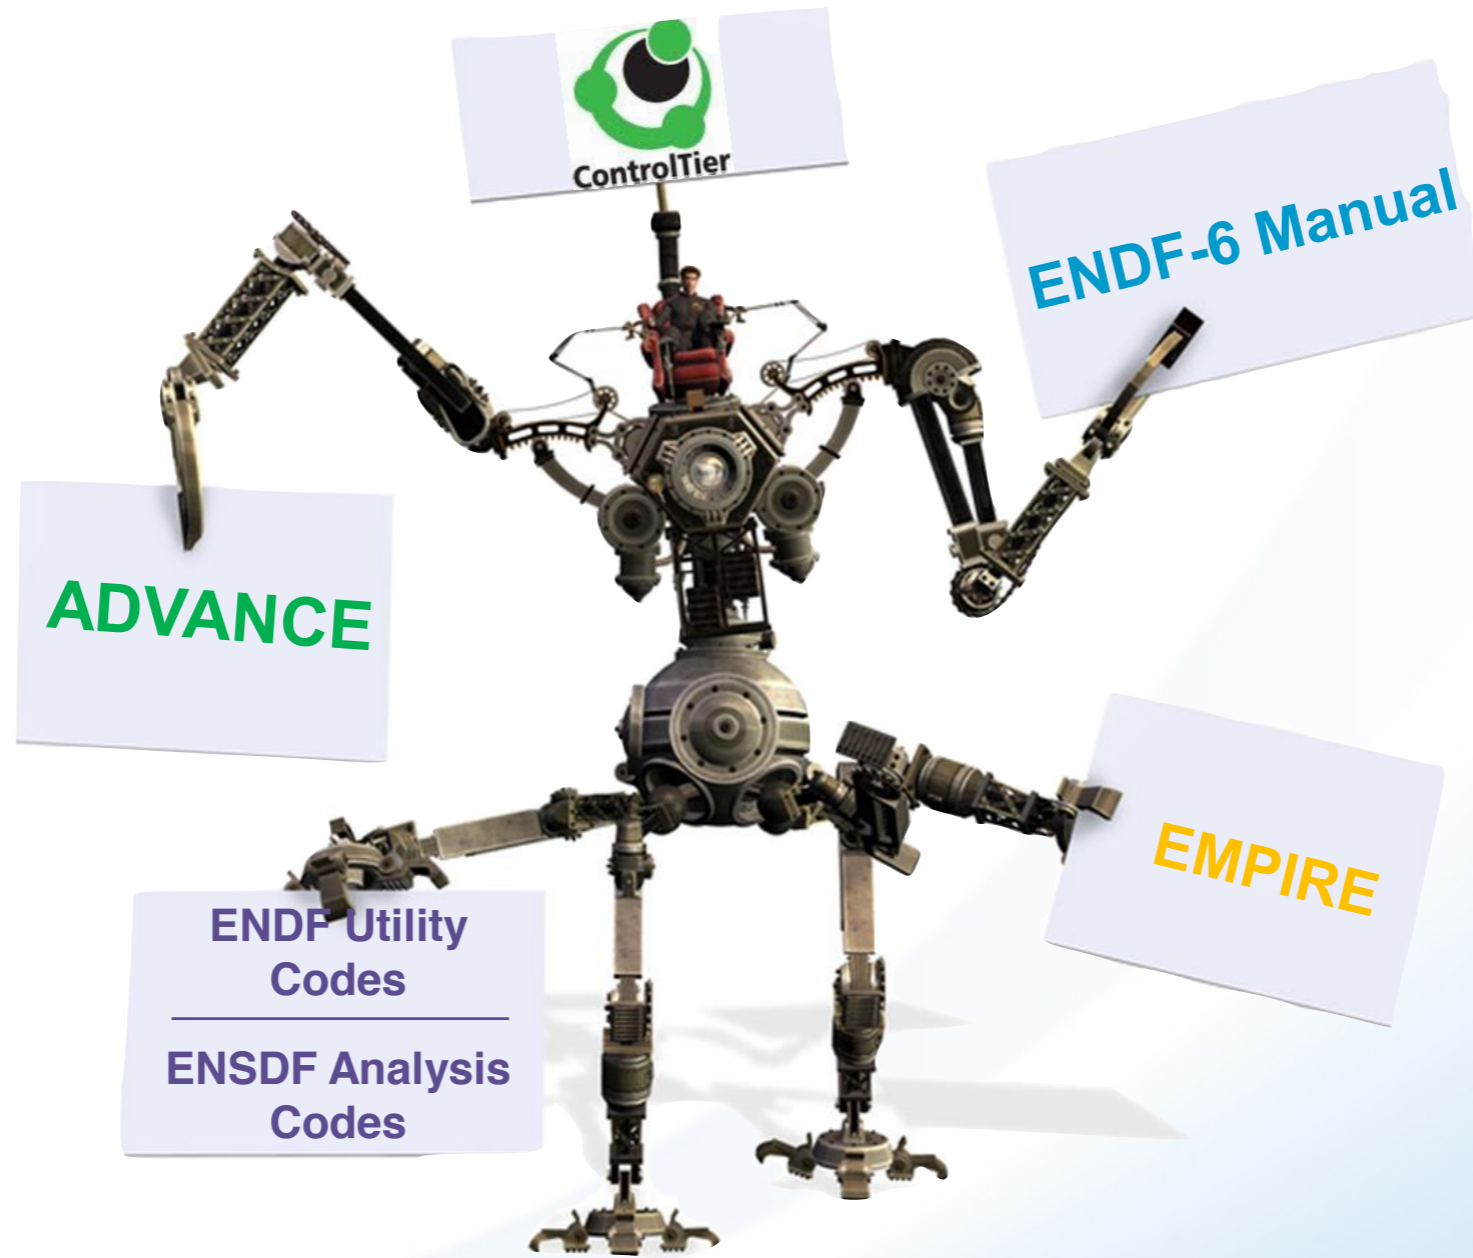 ControlTier
ENDF-6 Manual
ADVANCE
EMPIRE
ENDF Utility
Codes
ENSDF Analysis
Codes